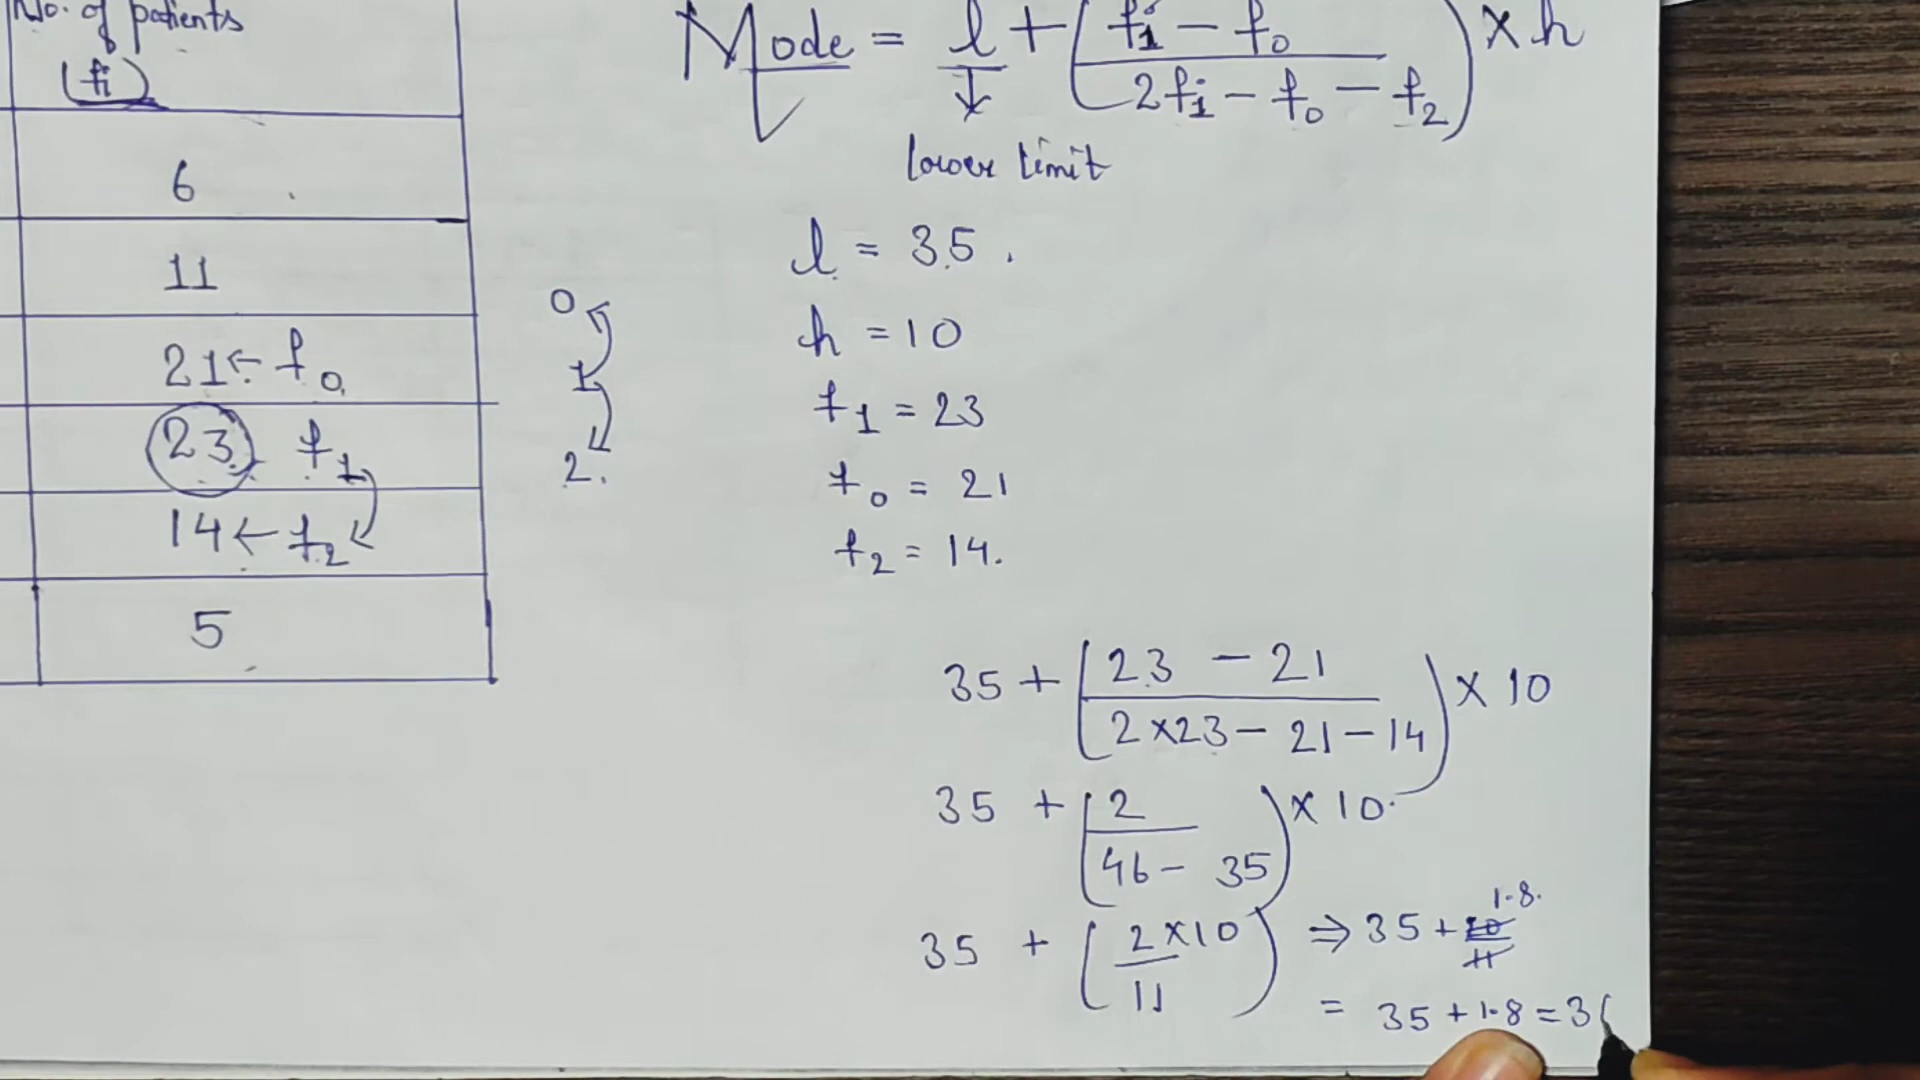 No. of patients
(fi)
6
11
21 ← f₀
23 f₁
14 ← f₂
5
0
1
2.
Mode = l + (f₁ - f₀ / 2f₁ - f₀ - f₂) × h
lower limit
l = 35.
h = 10
f₁ = 23
f₀ = 21
f₂ = 14.
35 + (23 - 21 / 2×23 - 21 - 14) × 10
35 + (2 / 46 - 35) × 10.
35 + (2×10 / 11) ⇒ 35 + 20/11 1.8.
= 35 + 1.8 = 3